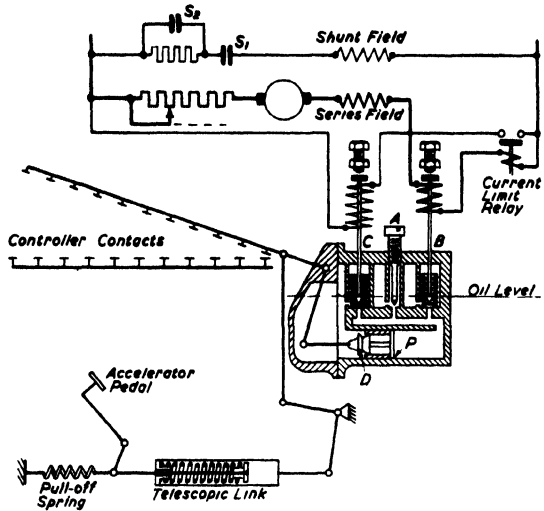 S2
S1
Shunt Field
Series Field
Current
Limit
Relay
A
C
B
Controller Contacts
Oil Level
P
D
Accelerator
Pedal
Pull-off
Spring
Telescopic Link